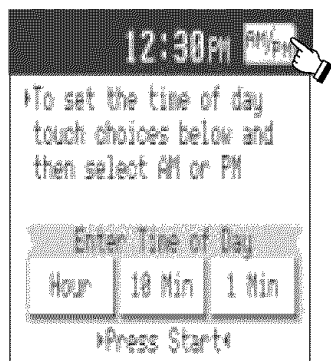 12:30PM AM/PM
▶To set the time of day
touch choices below and
then select AM or PM
Enter Time of Day
Hour 10 Min 1 Min
▶Press Start◀